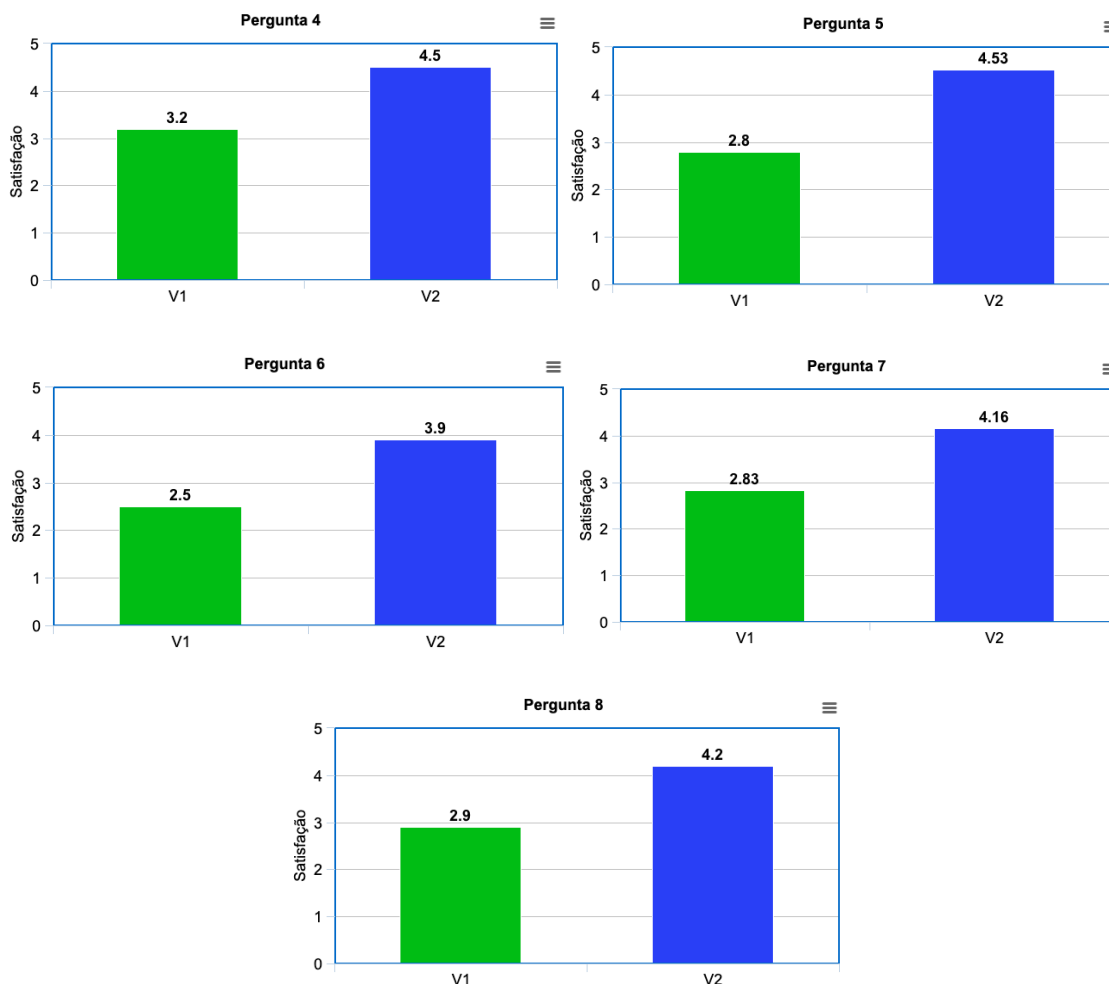 Pergunta 4
Satisfação
5
4
3
2
1
0
3.2
4.5
V1
V2
Pergunta 5
Satisfação
5
4
3
2
1
0
2.8
4.53
V1
V2
Pergunta 6
Satisfação
5
4
3
2
1
0
2.5
3.9
V1
V2
Pergunta 7
Satisfação
5
4
3
2
1
0
2.83
4.16
V1
V2
Pergunta 8
Satisfação
5
4
3
2
1
0
2.9
4.2
V1
V2